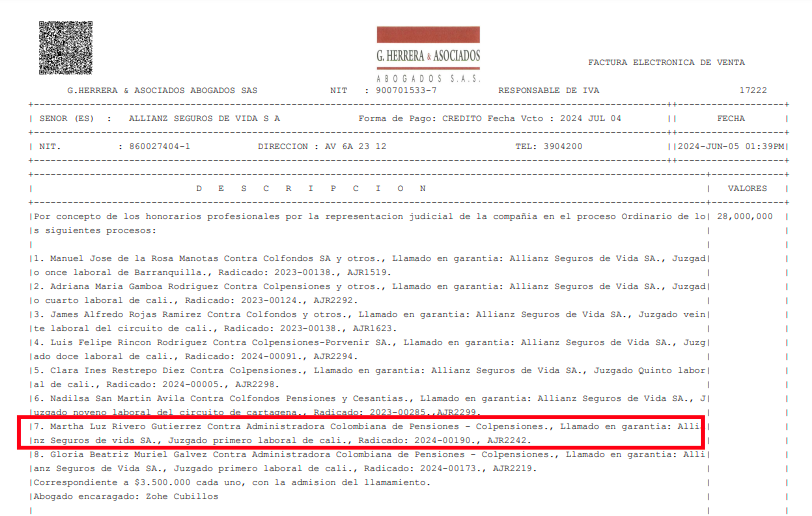 G. HERRERA & ASOCIADOS
ABOGADOS S.A.S.
FACTURA ELECTRONICA DE VENTA
G.HERRERA & ASOCIADOS ABOGADOS SAS NIT : 900701533-7 RESPONSABLE DE IVA 17222
SENOR (ES) : ALLIANZ SEGUROS DE VIDA S A Forma de Pago: CREDITO Fecha Vcto : 2024 JUL 04 FECHA
NIT. : 860027404-1 DIRECCION : AV 6A 23 12 TEL: 3904200 2024-JUN-05 01:39PM
D E S C R I P C I O N VALORES
Por concepto de los honorarios profesionales por la representacion judicial de la compañia en el proceso Ordinario de lo 28,000,000
s siguientes procesos:
1. Manuel Jose de la Rosa Manotas Contra Colfondos SA y otros., Llamado en garantia: Allianz Seguros de Vida SA., Juzgad
o once laboral de Barranquilla., Radicado: 2023-00138., AJR1519.
2. Adriana Maria Gamboa Rodriguez Contra Colpensiones y otros., Llamado en garantia: Allianz Seguros de Vida SA., Juzgad
o cuarto laboral de cali., Radicado: 2023-00124., AJR2292.
3. James Alfredo Rojas Ramirez Contra Colfondos y otros., Llamado en garantia: Allianz Seguros de Vida SA., Juzgado vein
te laboral del circuito de cali., Radicado: 2023-00138., AJR1623.
4. Luis Felipe Rincon Rodriguez Contra Colpensiones-Porvenir SA., Llamado en garantia: Allianz Seguros de Vida SA., Juzg
ado doce laboral de cali., Radicado: 2024-00091., AJR2294.
5. Clara Ines Restrepo Diez Contra Colpensiones., Llamado en garantia: Allianz Seguros de Vida SA., Juzgado Quinto labor
al de cali., Radicado: 2024-00005., AJR2298.
6. Nadilsa San Martin Avila Contra Colfondos Pensiones y Cesantias., Llamado en garantia: Allianz Seguros de Vida SA., J
uzgado noveno laboral del circuito de cartagena., Radicado: 2023-00285.,AJR2299.
7. Martha Luz Rivero Gutierrez Contra Administradora Colombiana de Pensiones - Colpensiones., Llamado en garantia: Alli
nz Seguros de vida SA., Juzgado primero laboral de cali., Radicado: 2024-00190., AJR2242.
8. Gloria Beatriz Muriel Galvez Contra Administradora Colombiana de Pensiones - Colpensiones., Llamado en garantia: Alli
anz Seguros de Vida SA., Juzgado primero laboral de cali., Radicado: 2024-00173., AJR2219.
Correspondiente a $3.500.000 cada uno, con la admision del llamamiento.
Abogado encaragado: Zohe Cubillos